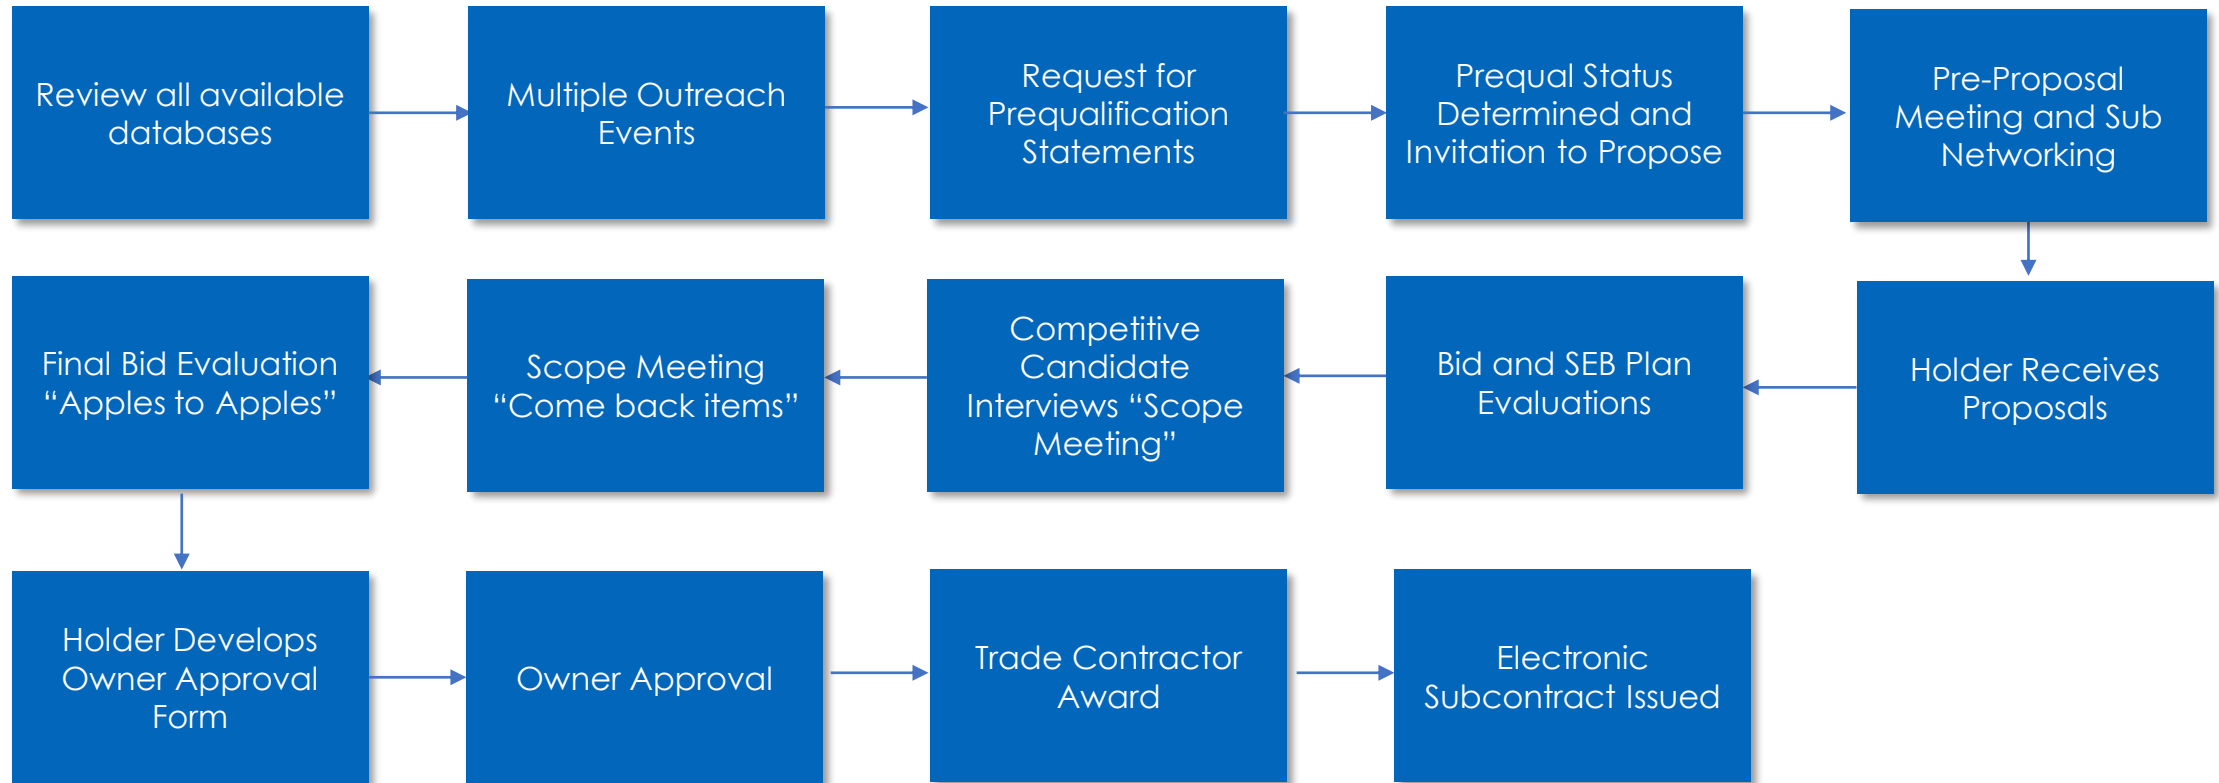 Review all available
databases
Multiple Outreach
Events
Request for
Prequalification
Statements
Prequal Status
Determined and
Invitation to Propose
Pre-Proposal
Meeting and Sub
Networking
Holder Receives
Proposals
Bid and SEB Plan
Evaluations
Competitive
Candidate
Interviews “Scope
Meeting”
Scope Meeting
“Come back items”
Final Bid Evaluation
“Apples to Apples”
Holder Develops
Owner Approval
Form
Owner Approval
Trade Contractor
Award
Electronic
Subcontract Issued